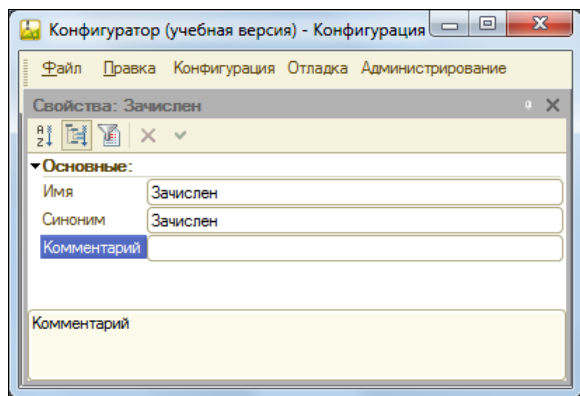 Конфигуратор (учебная версия) - Конфигурация
Файл Правка Конфигурация Отладка Администрирование
Свойства: Зачислен
Основные:
Имя Зачислен
Синоним Зачислен
Комментарий
Комментарий